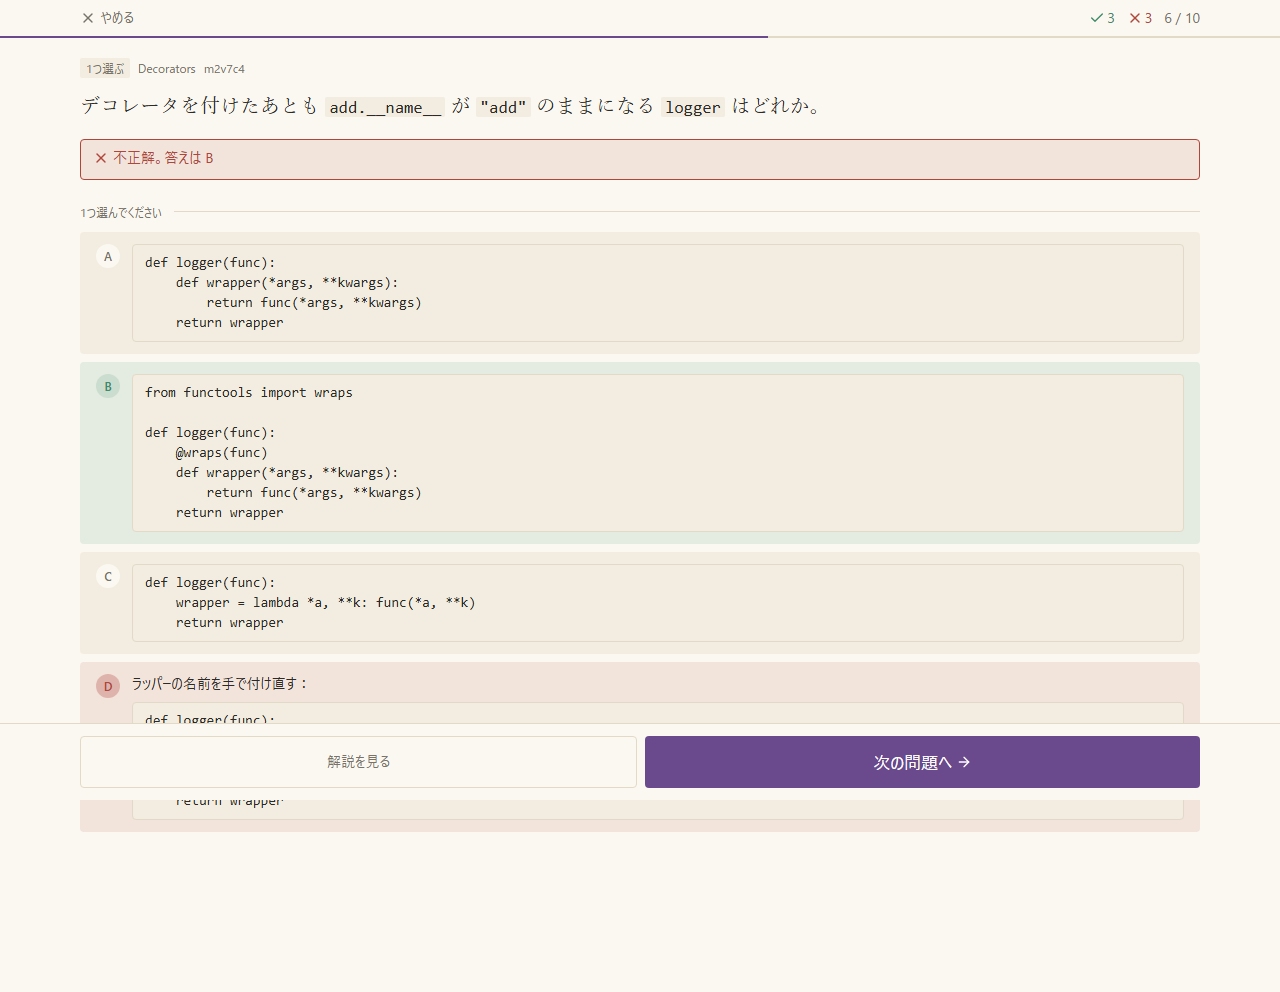 やめる
3 3 6 / 10
1つ選ぶ Decorators m2v7c4
デコレータを付けたあとも add.__name__ が "add" のままになる logger はどれか。
不正解。答えは B
1つ選んでください
A
def logger(func):
    def wrapper(*args, **kwargs):
        return func(*args, **kwargs)
    return wrapper
B
from functools import wraps
def logger(func):
    @wraps(func)
    def wrapper(*args, **kwargs):
        return func(*args, **kwargs)
    return wrapper
C
def logger(func):
    wrapper = lambda *a, **k: func(*a, **k)
    return wrapper
D ラッパーの名前を手で付け直す：
def logger(func):
解説を見る
次の問題へ →
return wrapper